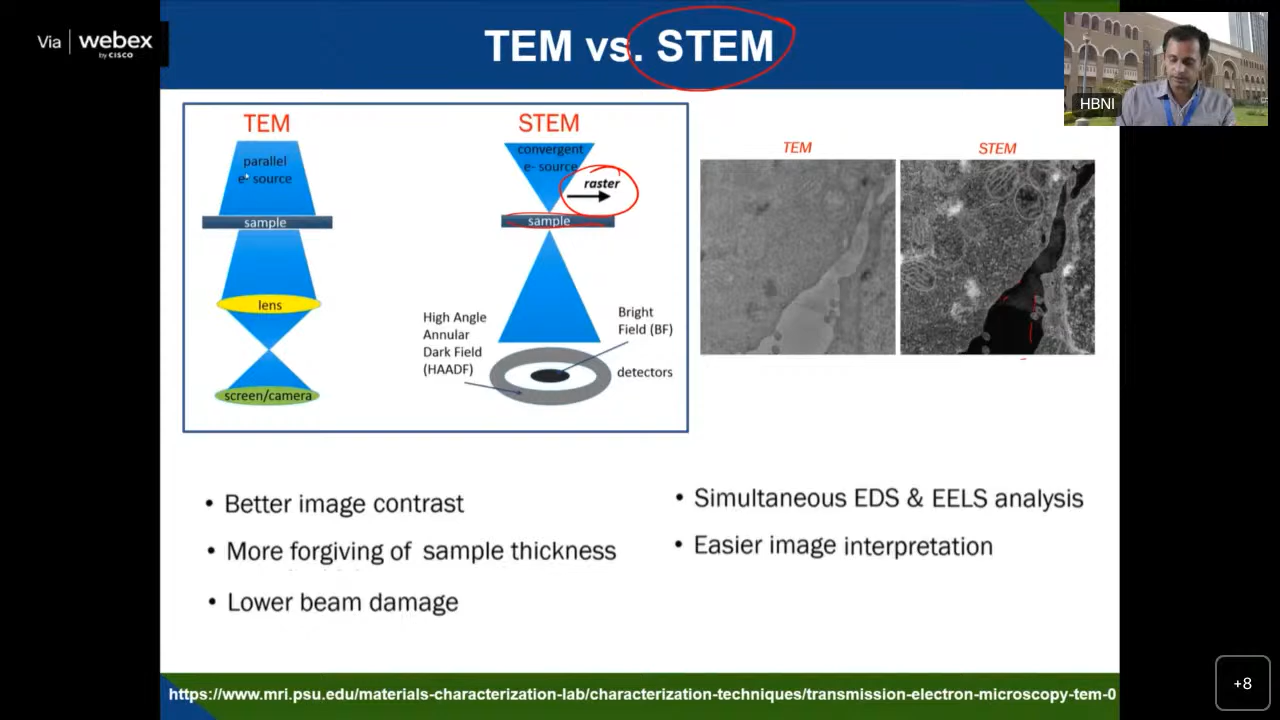 Via | webex
by CISCO
TEM vs. STEM
HBNI
TEM
parallel
e- source
sample
lens
screen/camera
STEM
convergent
e- source
raster
sample
High Angle
Annular
Dark Field
(HAADF)
Bright
Field (BF)
detectors
TEM
STEM
• Better image contrast
• More forgiving of sample thickness
• Lower beam damage
• Simultaneous EDS & EELS analysis
• Easier image interpretation
https://www.mri.psu.edu/materials-characterization-lab/characterization-techniques/transmission-electron-microscopy-tem-0
+8